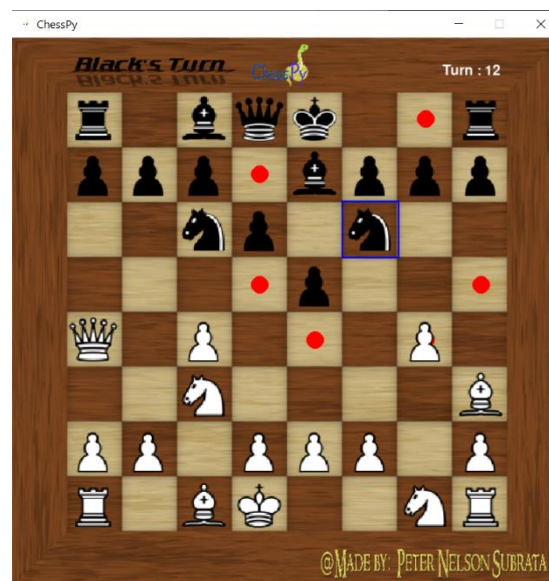 ChessPy
Black's Turn
ChessPy
Turn : 12
@Made by: Peter Nelson Subrata